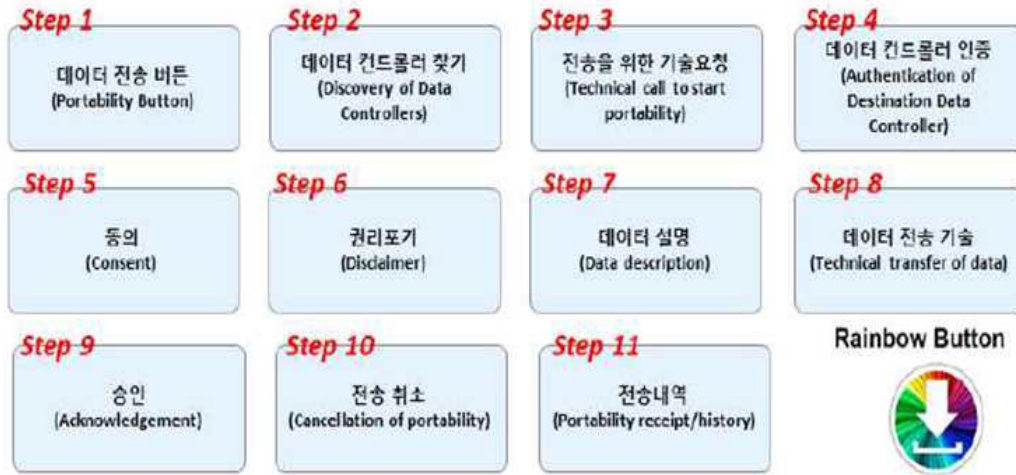 Step 1
데이터 전송 버튼
(Portability Button)
Step 2
데이터 컨트롤러 찾기
(Discovery of Data
Controllers)
Step 3
전송을 위한 기술요청
(Technical call to start
portability)
Step 4
데이터 컨트롤러 인증
(Authentication of
Destination Data
Controller)
Step 5
동의
(Consent)
Step 6
권리포기
(Disclaimer)
Step 7
데이터 설명
(Data description)
Step 8
데이터 전송 기술
(Technical transfer of data)
Step 9
승인
(Acknowledgement)
Step 10
전송 취소
(Cancellation of portability)
Step 11
전송내역
(Portability receipt/history)
Rainbow Button